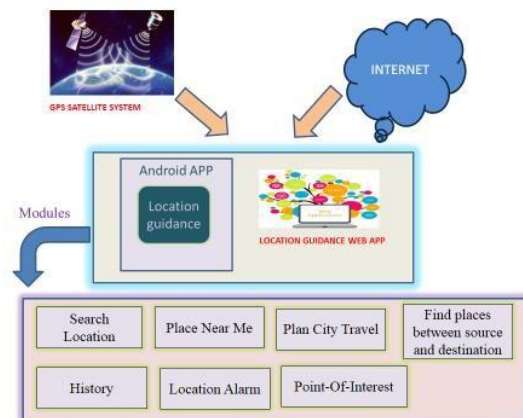 INTERNET
GPS SATELLITE SYSTEM
Android APP
Location
guidance
LOCATION GUIDANCE WEB APP
Modules
Search
Location
Place Near Me
Plan City Travel
Find places
between source
and destination
History
Location Alarm
Point-Of-Interest